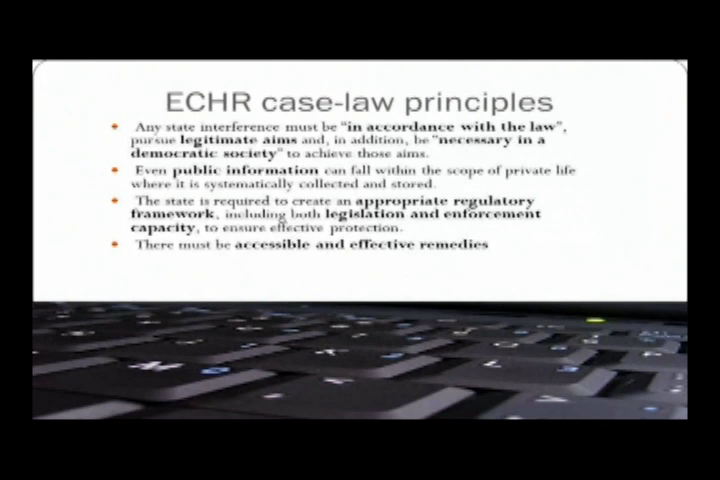 ECHR case-law principles
Any state interference must be "in accordance with the law",
pursue legitimate aims and, in addition, be "necessary in a
democratic society" to achieve those aims.
Even public information can fall within the scope of private life
where it is systematically collected and stored.
The state is required to create an appropriate regulatory
framework, including both legislation and enforcement
capacity, to ensure effective protection.
There must be accessible and effective remedies